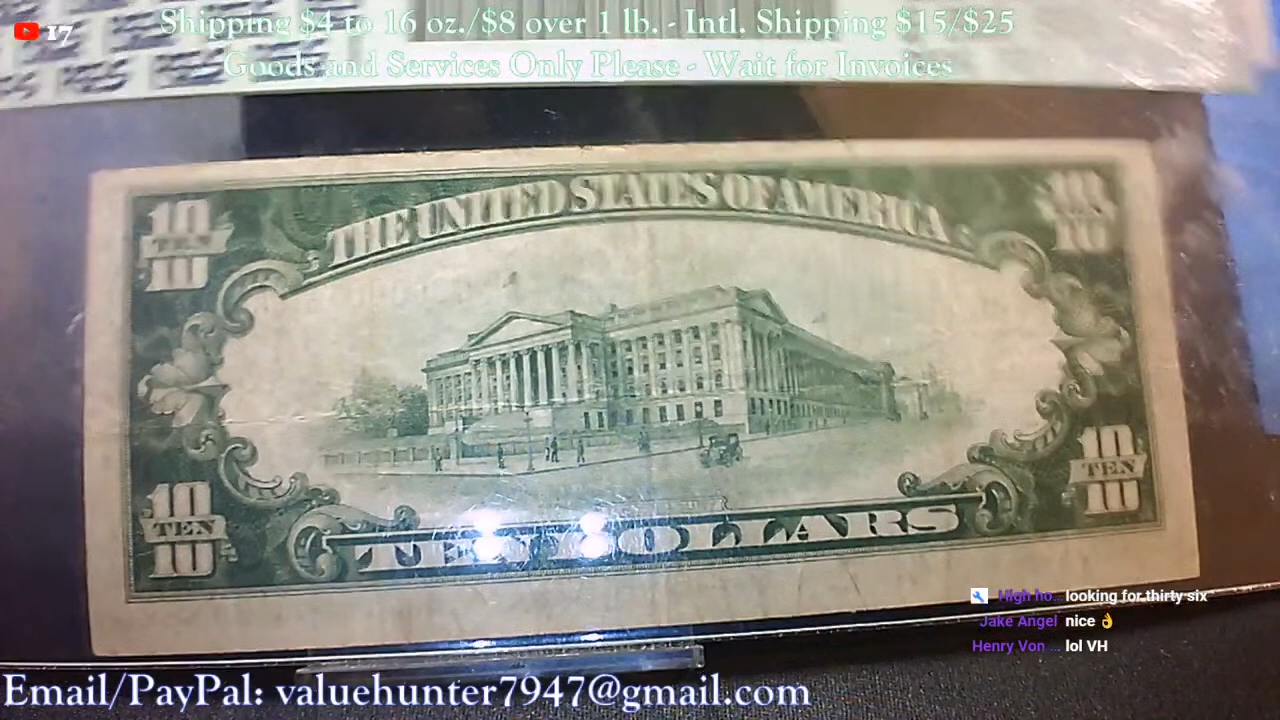 17
Shipping $4 to 16 oz./$8 over 1 lb. - Intl. Shipping $15/$25
Goods and Services Only Please - Wait for Invoices
THE UNITED STATES OF AMERICA
10
TEN
10
10
TEN
10
10
TEN
10
10
TEN
10
TEN DOLLARS
High ho... looking for thirty six
Jake Angel nice 👌
Henry Von ... lol VH
Email/PayPal: valuehunter7947@gmail.com